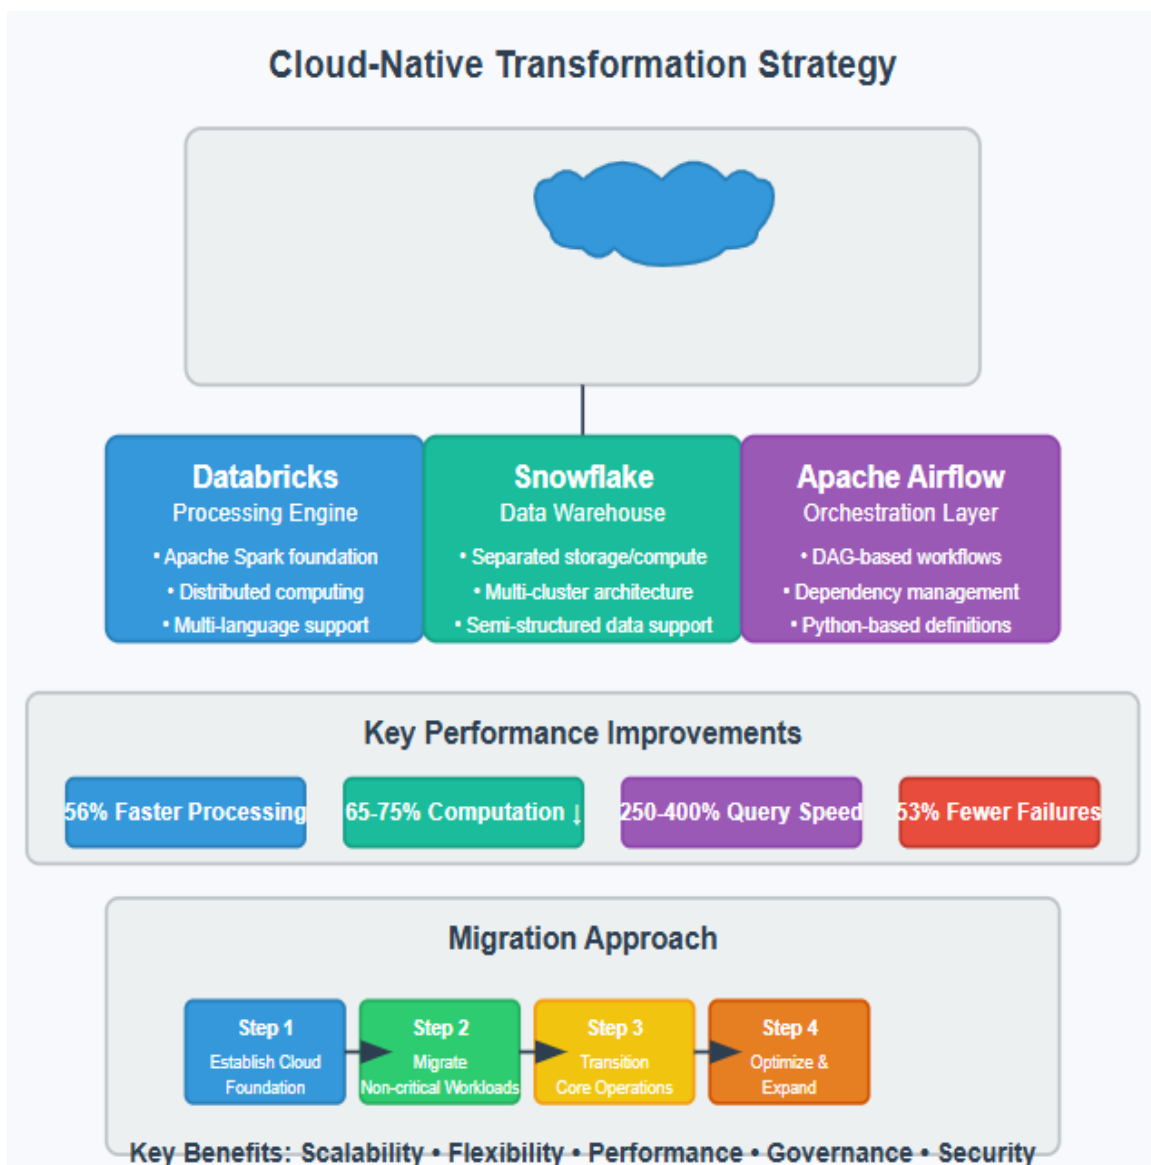 Cloud-Native Transformation Strategy
Databricks
Processing Engine
• Apache Spark foundation
• Distributed computing
• Multi-language support
Snowflake
Data Warehouse
• Separated storage/compute
• Multi-cluster architecture
• Semi-structured data support
Apache Airflow
Orchestration Layer
• DAG-based workflows
• Dependency management
• Python-based definitions
Key Performance Improvements
56% Faster Processing
65-75% Computation ↓
250-400% Query Speed
53% Fewer Failures
Migration Approach
Step 1
Establish Cloud
Foundation
Step 2
Migrate
Non-critical Workloads
Step 3
Transition
Core Operations
Step 4
Optimize &
Expand
Key Benefits: Scalability • Flexibility • Performance • Governance • Security